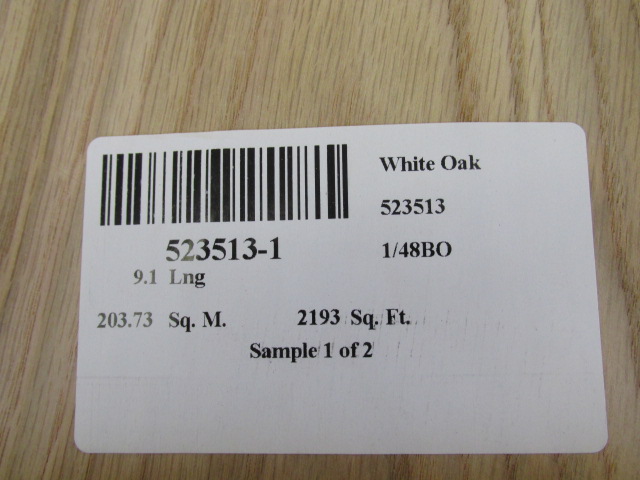 White Oak
523513
523513-1
1/48BO
9.1 Lng
203.73 Sq. M. 2193 Sq. Ft.
Sample 1 of 2